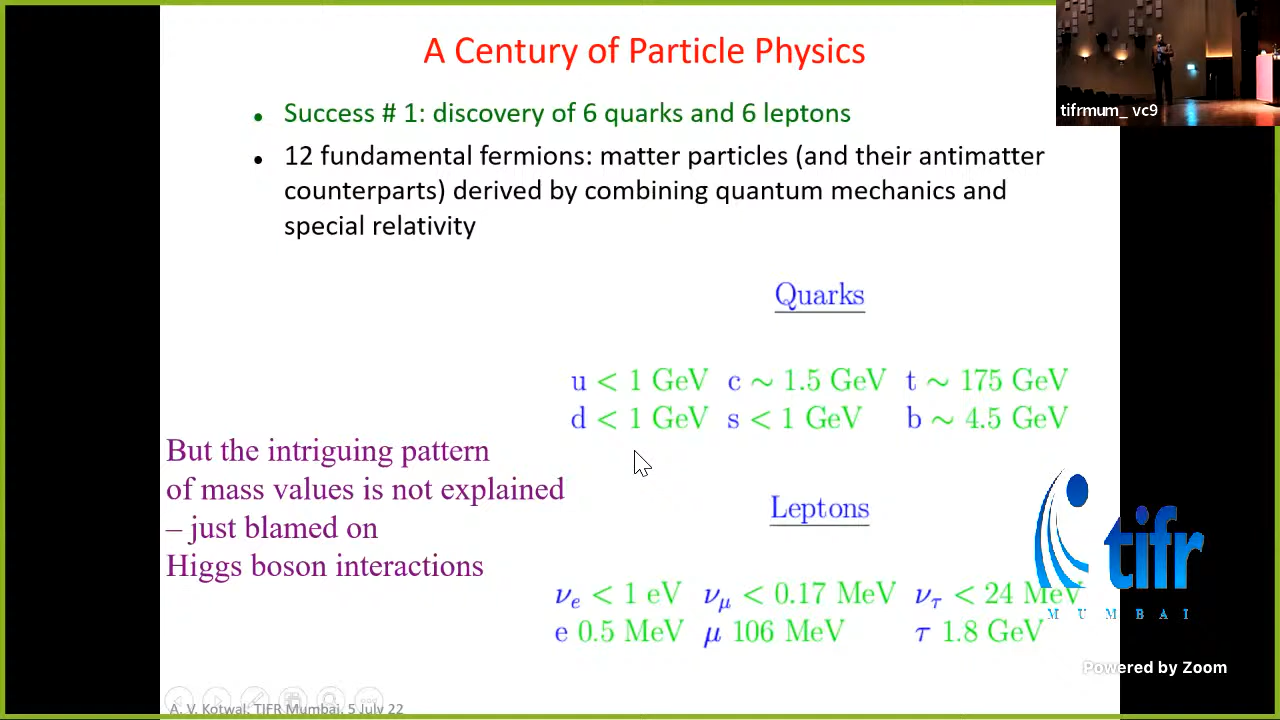 A Century of Particle Physics
tifrmum_ vc9
• Success # 1: discovery of 6 quarks and 6 leptons
• 12 fundamental fermions: matter particles (and their antimatter
counterparts) derived by combining quantum mechanics and
special relativity
Quarks
u < 1 GeV c ∼ 1.5 GeV t ∼ 175 GeV
d < 1 GeV s < 1 GeV b ∼ 4.5 GeV
But the intriguing pattern
of mass values is not explained
– just blamed on
Higgs boson interactions
Leptons
νe < 1 eV νμ < 0.17 MeV ντ < 24 MeV
e 0.5 MeV μ 106 MeV τ 1.8 GeV
tifr
MUMBAI
Powered by Zoom
A. V. Kotwal, TIFR Mumbai, 5 July 22